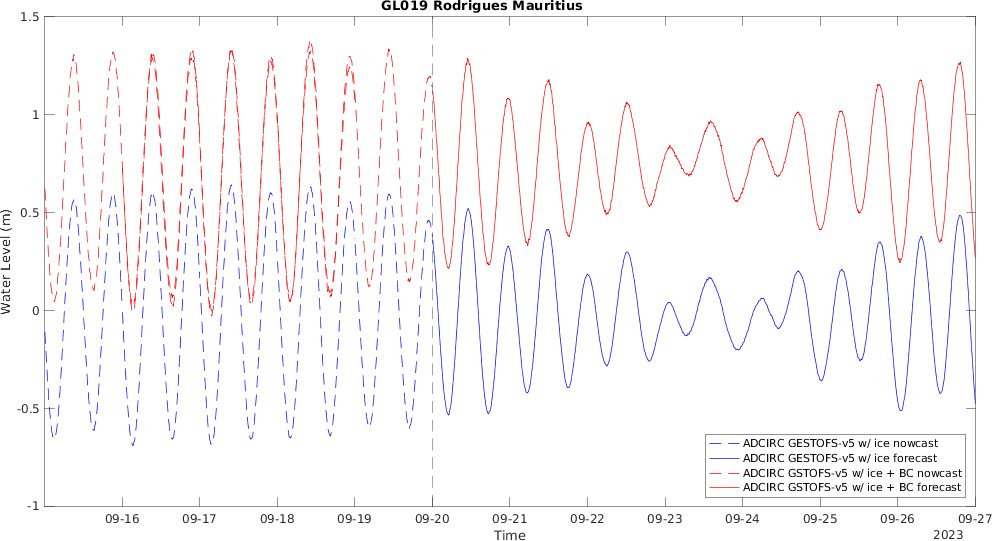 GL019 Rodrigues Mauritius
1.5
1
0.5
0
-0.5
-1
Water Level (m)
ADCIRC GESTOFS-v5 w/ ice nowcast
ADCIRC GESTOFS-v5 w/ ice forecast
ADCIRC GSTOFS-v5 w/ ice + BC nowcast
ADCIRC GSTOFS-v5 w/ ice + BC forecast
09-16 09-17 09-18 09-19 09-20 09-21 09-22 09-23 09-24 09-25 09-26 09-27
Time
2023